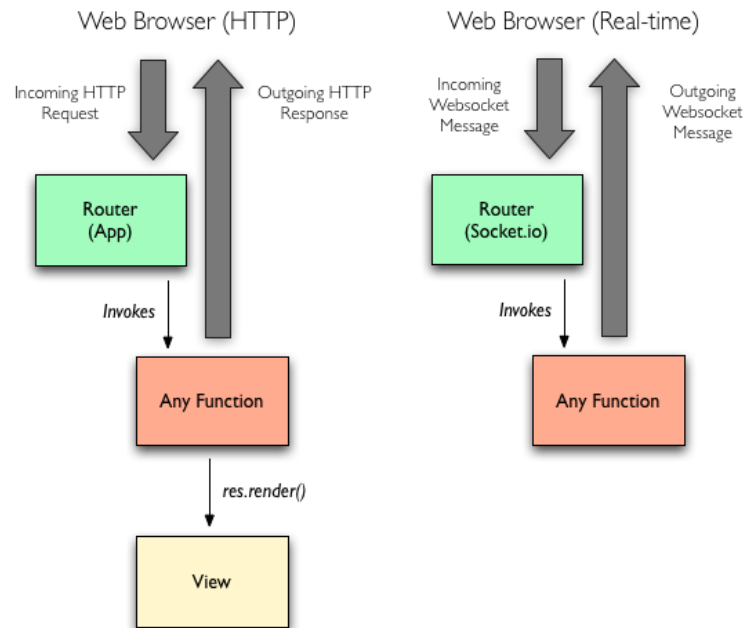 Web Browser (HTTP)
Incoming HTTP
Request
Outgoing HTTP
Response
Router
(App)
Invokes
Any Function
res.render()
View
Web Browser (Real-time)
Incoming
Websocket
Message
Outgoing
Websocket
Message
Router
(Socket.io)
Invokes
Any Function